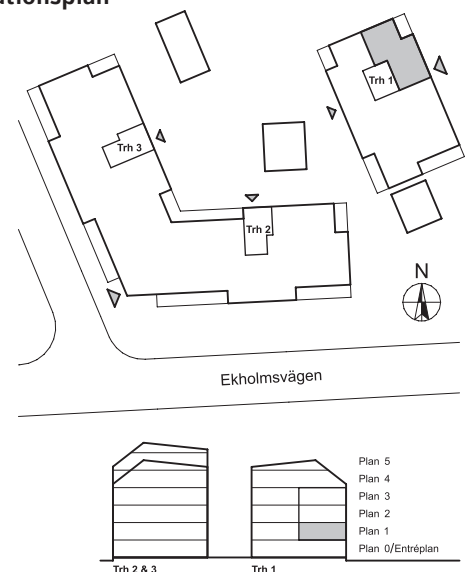 ationsplan
Trh 1
Trh 3
Trh 2
N
Ekholmsvägen
Plan 5
Plan 4
Plan 3
Plan 2
Plan 1
Plan 0/Entréplan
Trh 2 & 3
Trh 1